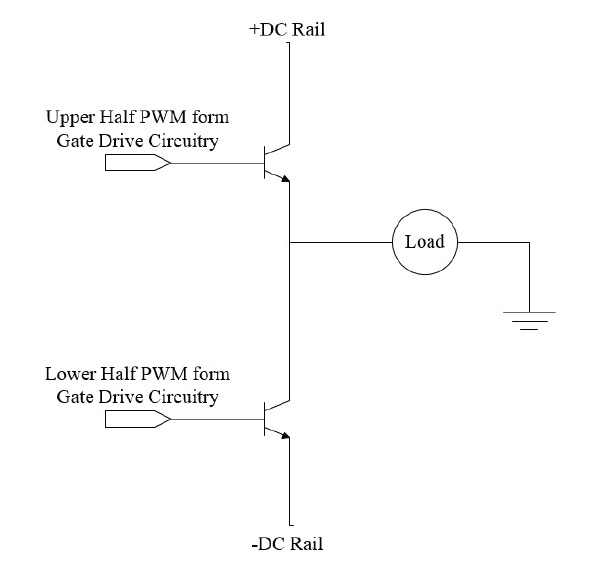 +DC Rail
Upper Half PWM form
Gate Drive Circuitry
Load
Lower Half PWM form
Gate Drive Circuitry
-DC Rail